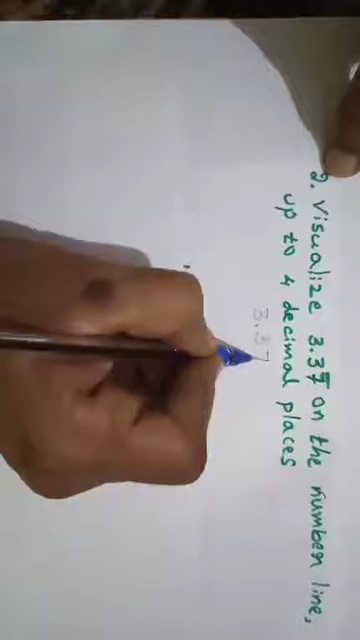 2. Visualize 3.37̅ on the number line,
up to 4 decimal places
3.37